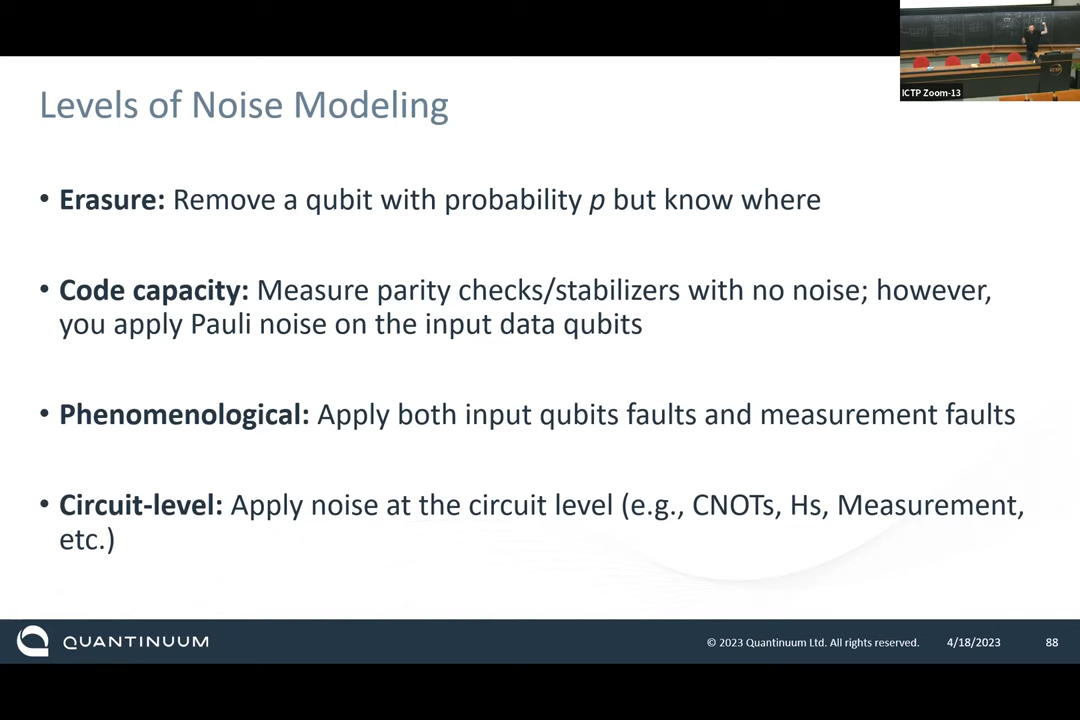 ICTP Zoom-13
Levels of Noise Modeling
• Erasure: Remove a qubit with probability p but know where
• Code capacity: Measure parity checks/stabilizers with no noise; however,
you apply Pauli noise on the input data qubits
• Phenomenological: Apply both input qubits faults and measurement faults
• Circuit-level: Apply noise at the circuit level (e.g., CNOTs, Hs, Measurement,
etc.)
QUANTINUUM
© 2023 Quantinuum Ltd. All rights reserved. 4/18/2023 88